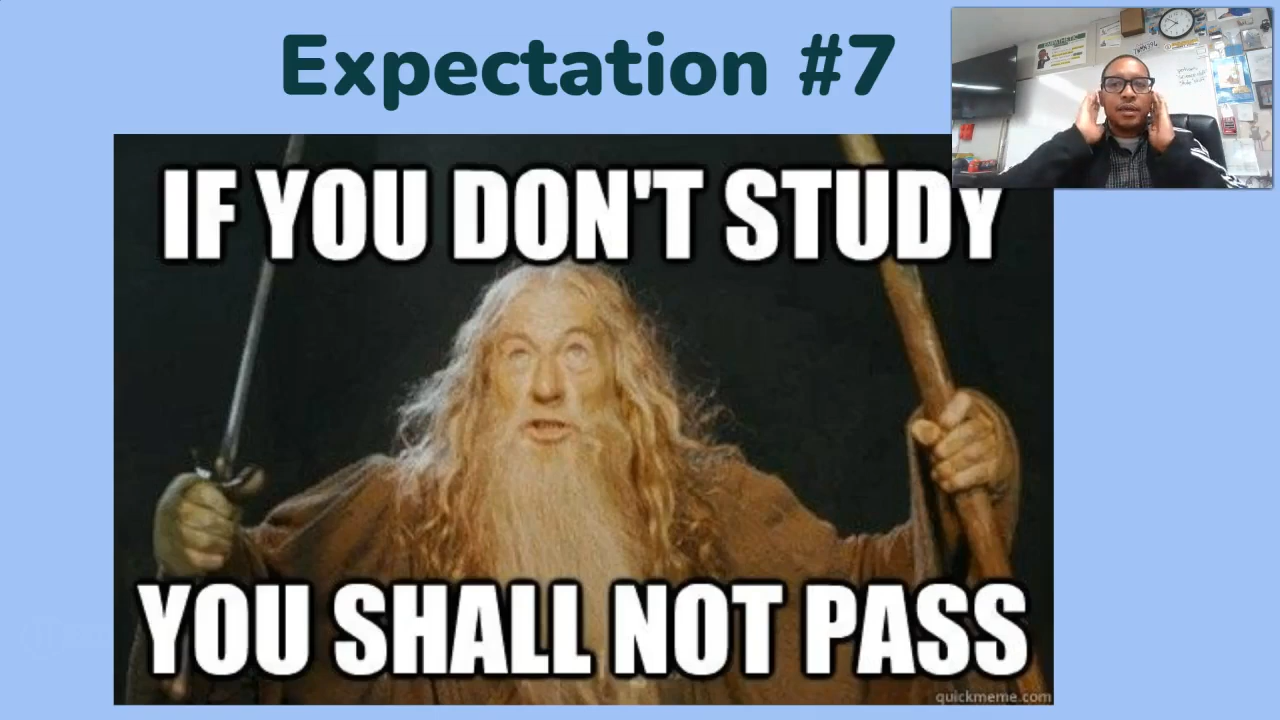 Expectation #7
IF YOU DON'T STUDY
YOU SHALL NOT PASS
quickmeme.com